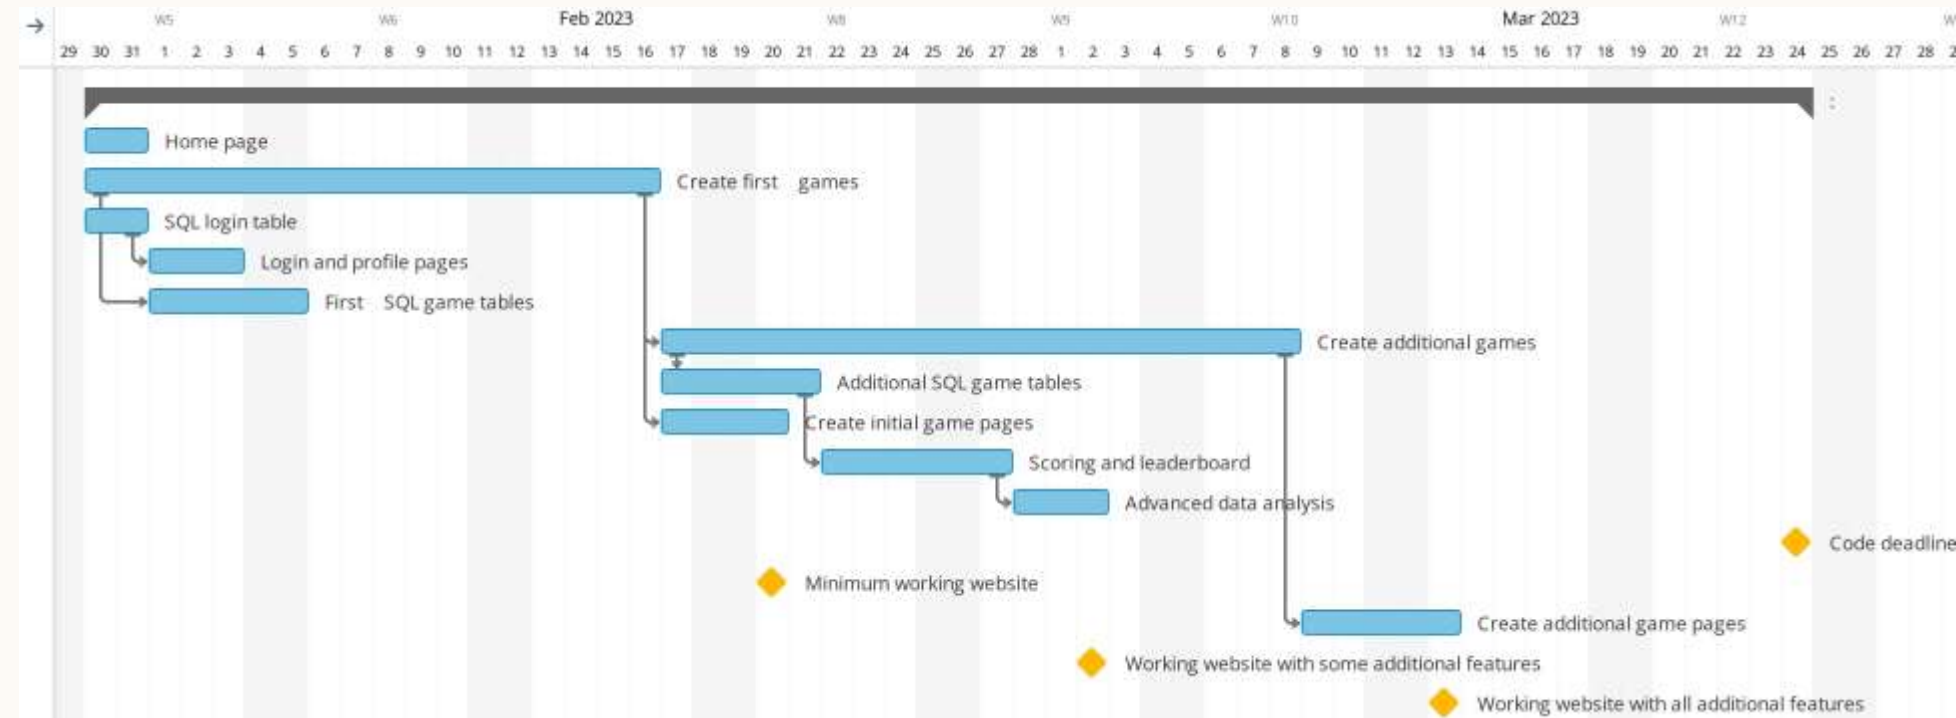 → W5 W6 Feb 2023 W8 W9 W10 Mar 2023 W12
29 30 31 1 2 3 4 5 6 7 8 9 10 11 12 13 14 15 16 17 18 19 20 21 22 23 24 25 26 27 28 1 2 3 4 5 6 7 8 9 10 11 12 13 14 15 16 17 18 19 20 21 22 23 24 25 26 27 28
:
Home page
Create first games
SQL login table
Login and profile pages
First SQL game tables
Create additional games
Additional SQL game tables
Create initial game pages
Scoring and leaderboard
Advanced data analysis
Code deadline
Minimum working website
Create additional game pages
Working website with some additional features
Working website with all additional features